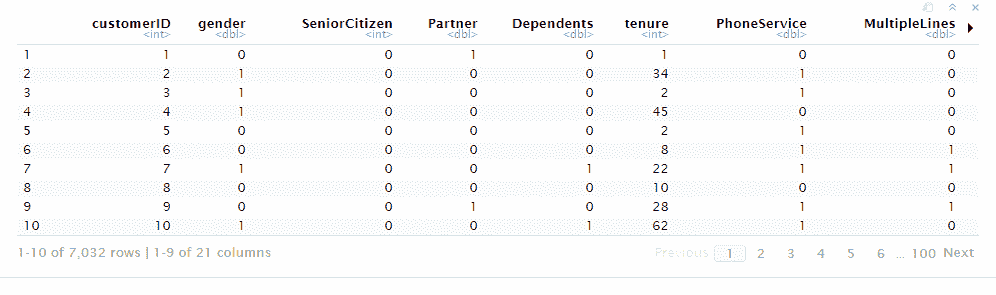 customerID gender SeniorCitizen Partner Dependents tenure PhoneService MultipleLines
<int> <dbl> <int> <dbl> <dbl> <int> <dbl> <dbl>
1 1 0 0 1 0 1 0 0
2 2 1 0 0 0 34 1 0
3 3 1 0 0 0 2 1 0
4 4 1 0 0 0 45 0 0
5 5 0 0 0 0 2 1 0
6 6 0 0 0 0 8 1 1
7 7 1 0 0 1 22 1 1
8 8 0 0 0 0 10 0 0
9 9 0 0 1 0 28 1 1
10 10 1 0 0 1 62 1 0
1-10 of 7,032 rows | 1-9 of 21 columns Previous 1 2 3 4 5 6 ... 100 Next